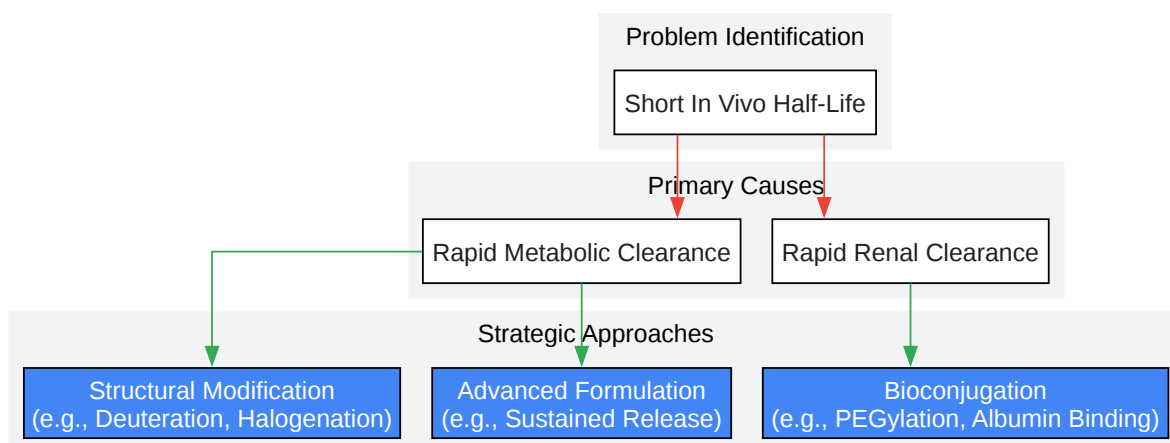 Problem Identification
Short In Vivo Half-Life
Primary Causes
Rapid Metabolic Clearance
Rapid Renal Clearance
Strategic Approaches
Structural Modification
(e.g., Deuteration, Halogenation)
Advanced Formulation
(e.g., Sustained Release)
Bioconjugation
(e.g., PEGylation, Albumin Binding)